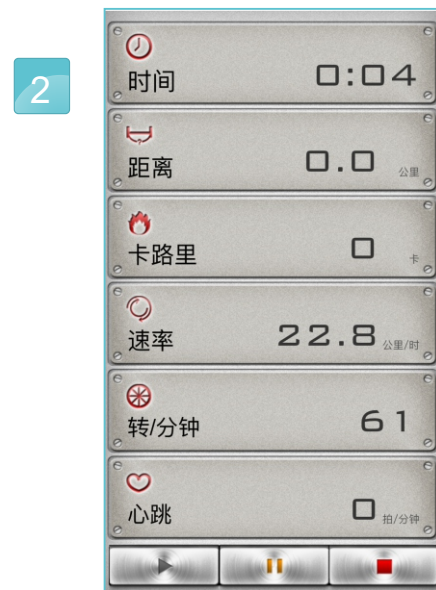 2
时间
0:04
距离
0.0 公里
卡路里
0 卡
速率
22.8 公里/时
转/分钟
61
心跳
0 拍/分钟